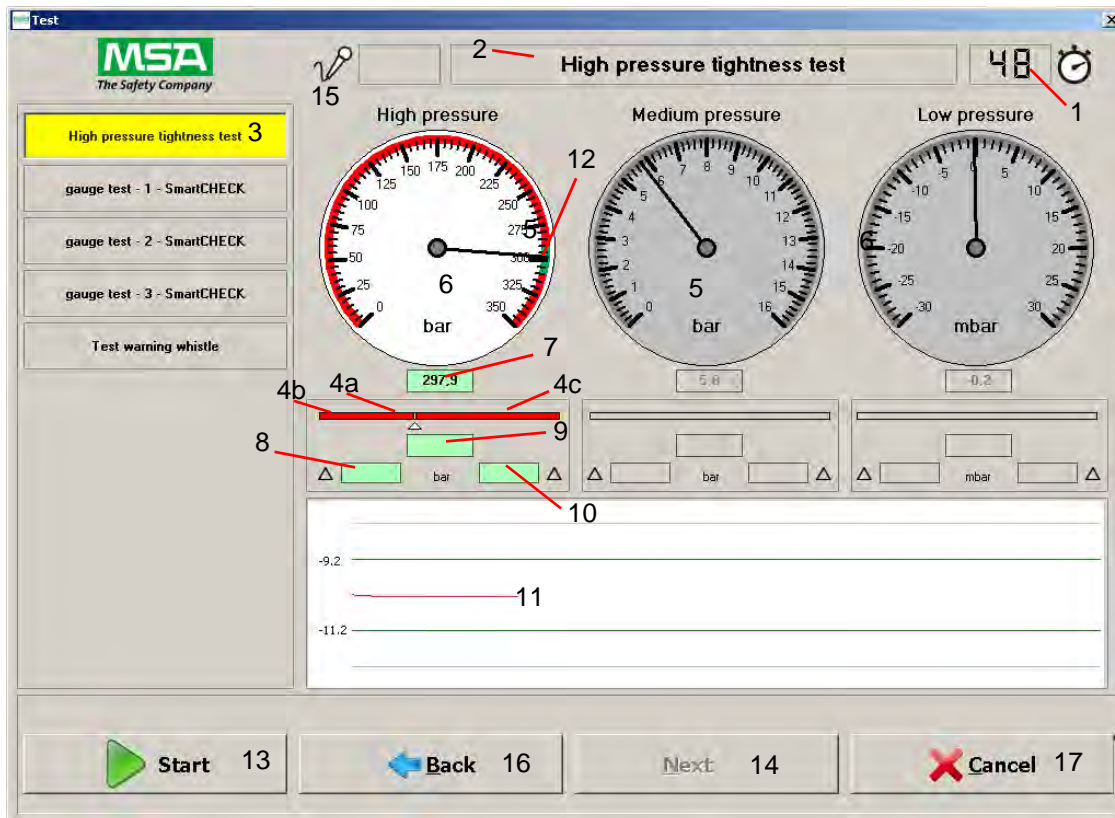 Test
MSA
The Safety Company
15
2
High pressure tightness test
48
1
High pressure tightness test 3
gauge test - 1 - SmartCHECK
gauge test - 2 - SmartCHECK
gauge test - 3 - SmartCHECK
Test warning whistle
High pressure
0
25
50
75
100
125
150
175
200
225
250
275
300
325
350
5
6
bar
12
297,9
7
Medium pressure
0
1
2
3
4
5
6
7
8
9
10
11
12
13
14
15
16
5
bar
5,8
Low pressure
-30
-25
-20
-15
-10
-5
0
5
10
15
20
25
30
6
mbar
-0,2
4b
4a
4c
8
9
bar
10
bar
mbar
-9.2
11
-11.2
Start 13
Back 16
Next 14
Cancel 17